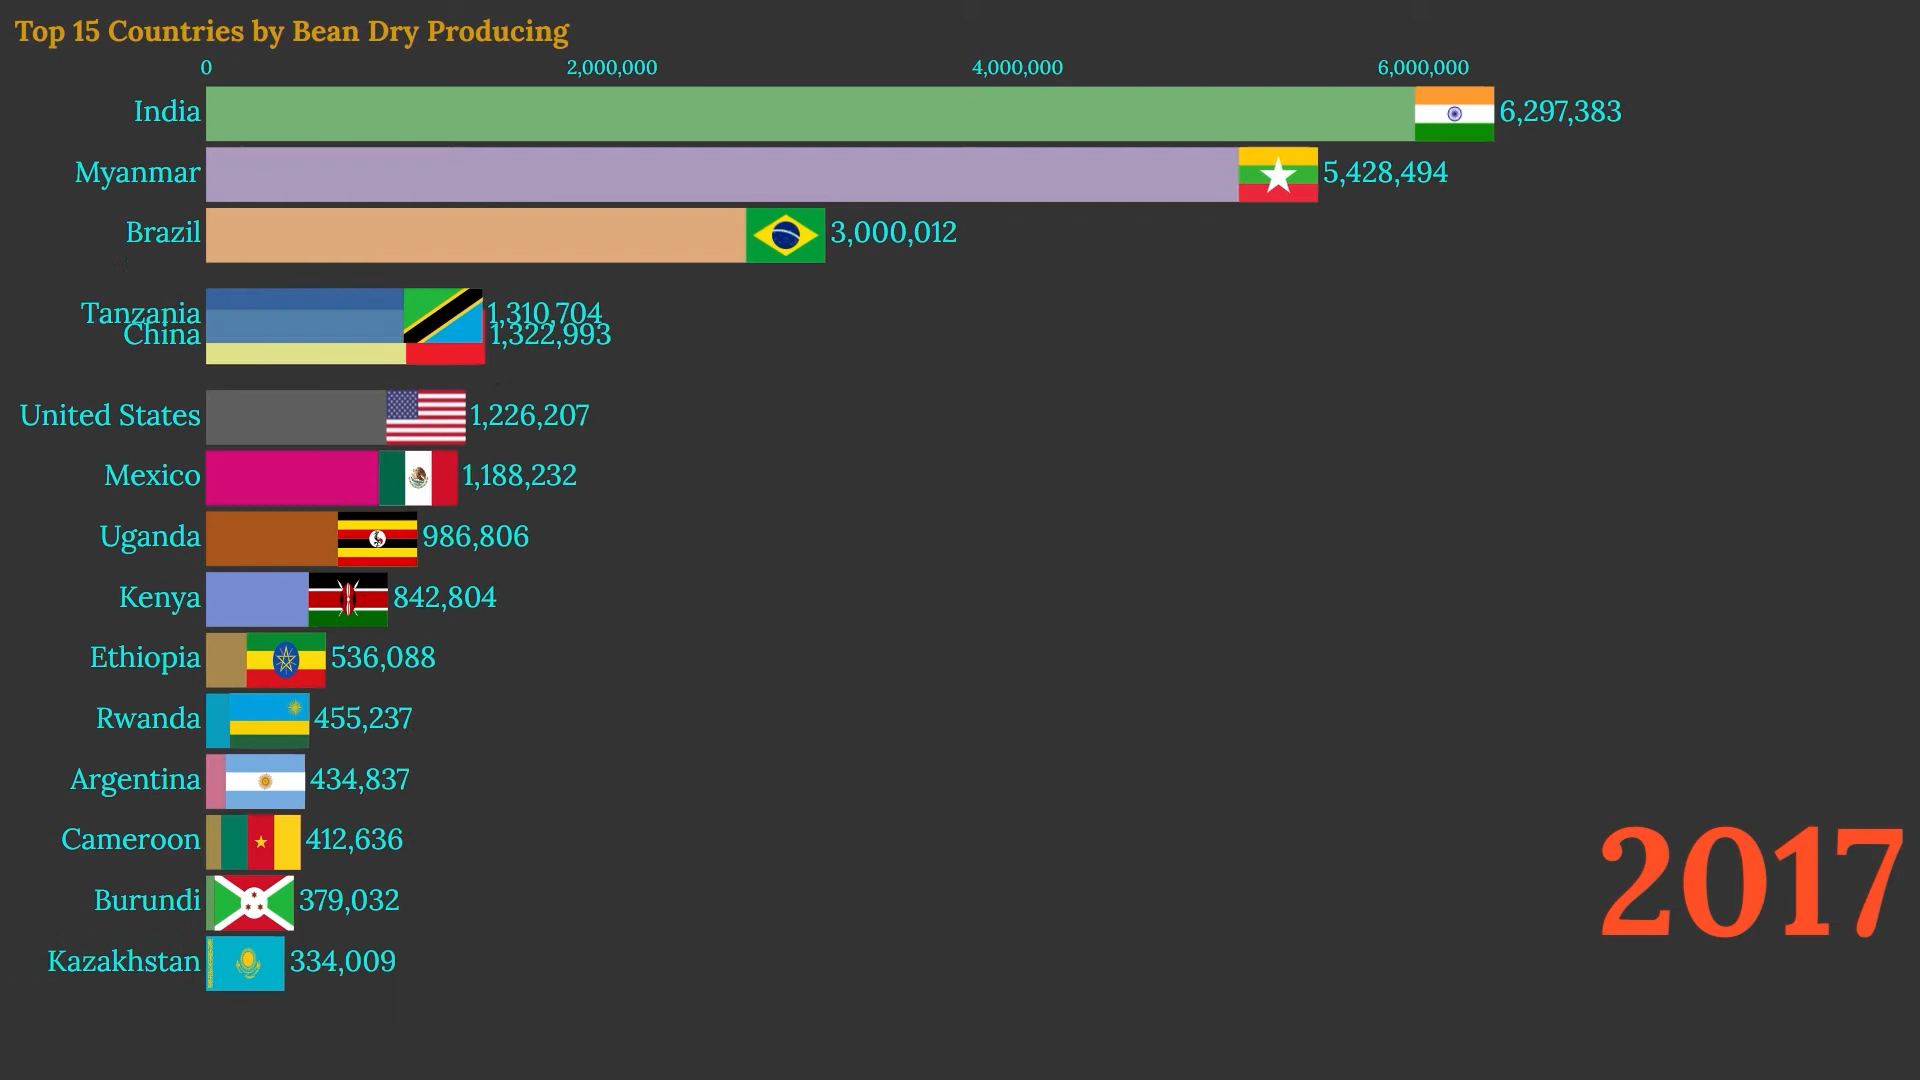 Top 15 Countries by Bean Dry Producing
0 2,000,000 4,000,000 6,000,000
India 6,297,383
Myanmar 5,428,494
Brazil 3,000,012
Tanzania 1,310,704
China 1,322,993
United States 1,226,207
Mexico 1,188,232
Uganda 986,806
Kenya 842,804
Ethiopia 536,088
Rwanda 455,237
Argentina 434,837
Cameroon 412,636
Burundi 379,032
Kazakhstan 334,009
2017